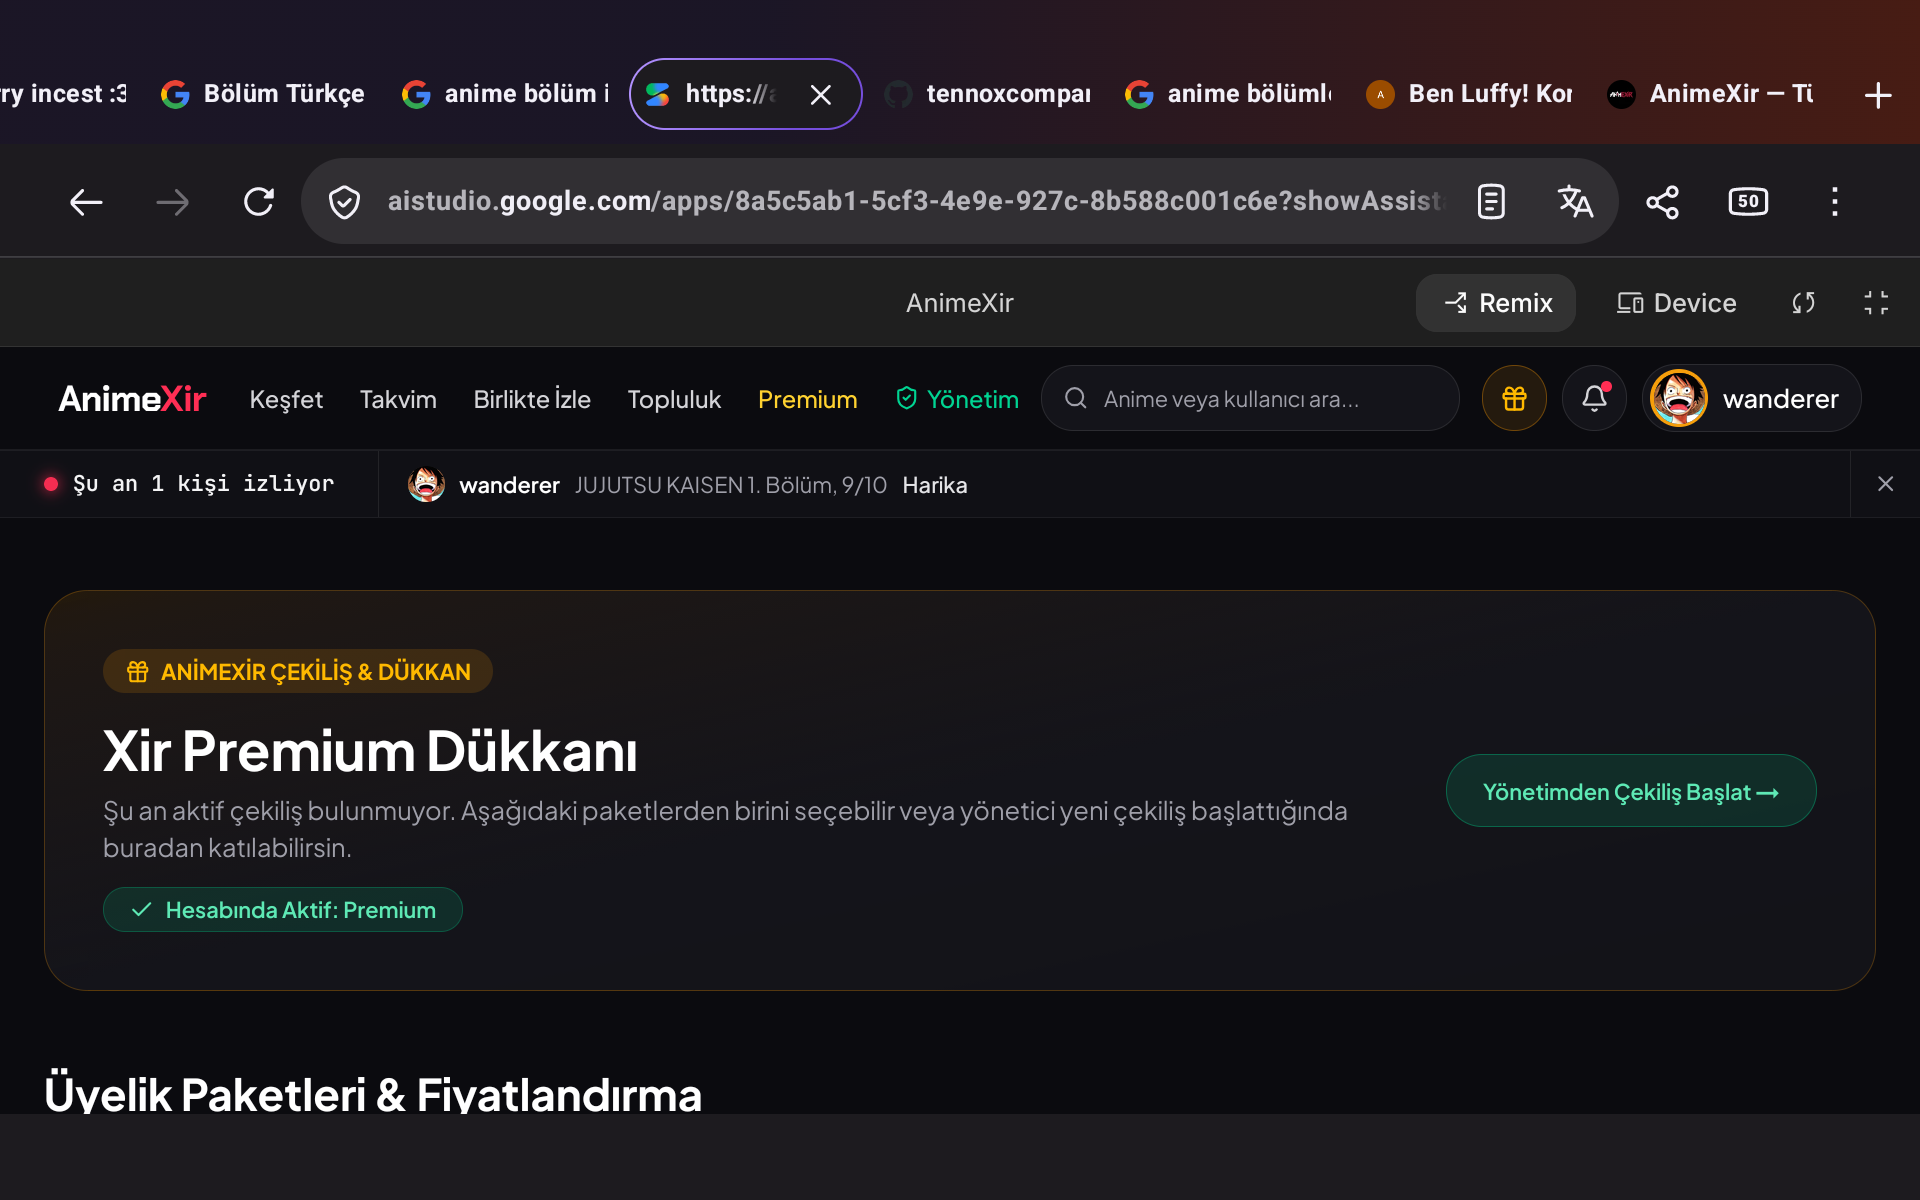 ry incest :3
Bölüm Türkçe
anime bölüm i
https://a
tennoxcompar
anime bölüml
Ben Luffy! Kor
AnimeXir — Tü
aistudio.google.com/apps/8a5c5ab1-5cf3-4e9e-927c-8b588c001c6e?showAssist
50
AnimeXir
Remix
Device
AnimeXir
Keşfet
Takvim
Birlikte İzle
Topluluk
Premium
Yönetim
Anime veya kullanıcı ara...
wanderer
Şu an 1 kişi izliyor
wanderer JUJUTSU KAISEN 1. Bölüm, 9/10 Harika
ANİMEXİR ÇEKİLİŞ & DÜKKAN
Xir Premium Dükkanı
Şu an aktif çekiliş bulunmuyor. Aşağıdaki paketlerden birini seçebilir veya yönetici yeni çekiliş başlattığında
buradan katılabilirsin.
Yönetimden Çekiliş Başlat →
Hesabında Aktif: Premium
Üyelik Paketleri & Fiyatlandırma